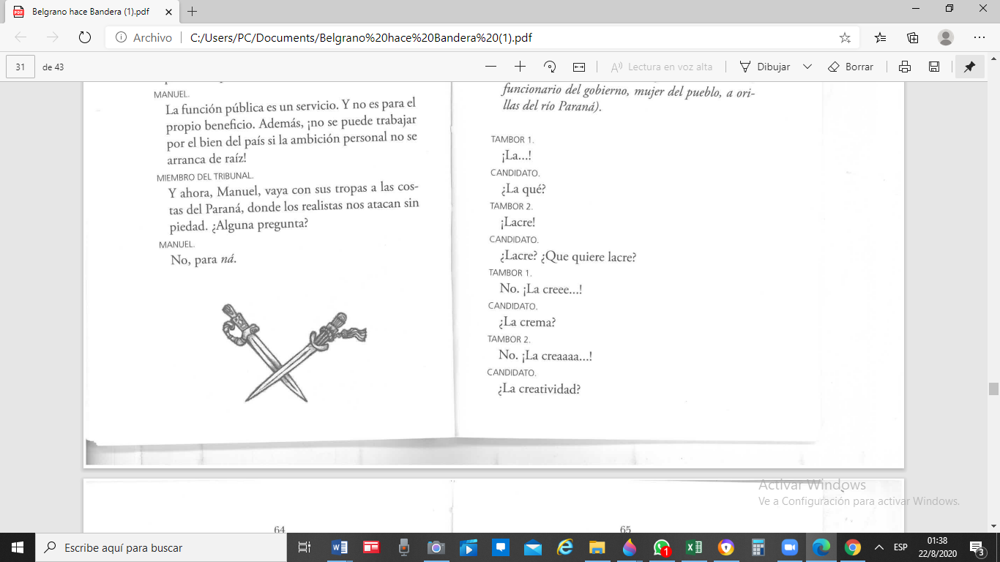 Belgrano hace Bandera (1).pdf
Archivo
C:/Users/PC/Documents/Belgrano%20hace%20Bandera%20(1).pdf
31 de 43
Lectura en voz alta
Dibujar
Borrar
MANUEL.
La función pública es un servicio. Y no es para el
propio beneficio. Además, ¡no se puede trabajar
por el bien del país si la ambición personal no se
arranca de raíz!
MIEMBRO DEL TRIBUNAL.
Y ahora, Manuel, vaya con sus tropas a las cos-
tas del Paraná, donde los realistas nos atacan sin
piedad. ¿Alguna pregunta?
MANUEL.
No, para ná.
funcionario del gobierno, mujer del pueblo, a ori-
llas del río Paraná).
TAMBOR 1.
¡La...!
CANDIDATO.
¿La qué?
TAMBOR 2.
¡Lacre!
CANDIDATO.
¿Lacre? ¿Que quiere lacre?
TAMBOR 1.
No. ¡La creee...!
CANDIDATO.
¿La crema?
TAMBOR 2.
No. ¡La creaaaa...!
CANDIDATO.
¿La creatividad?
64
65
Activar Windows
Ve a Configuración para activar Windows.
Escribe aquí para buscar
1
ESP
01:38
22/8/2020
3